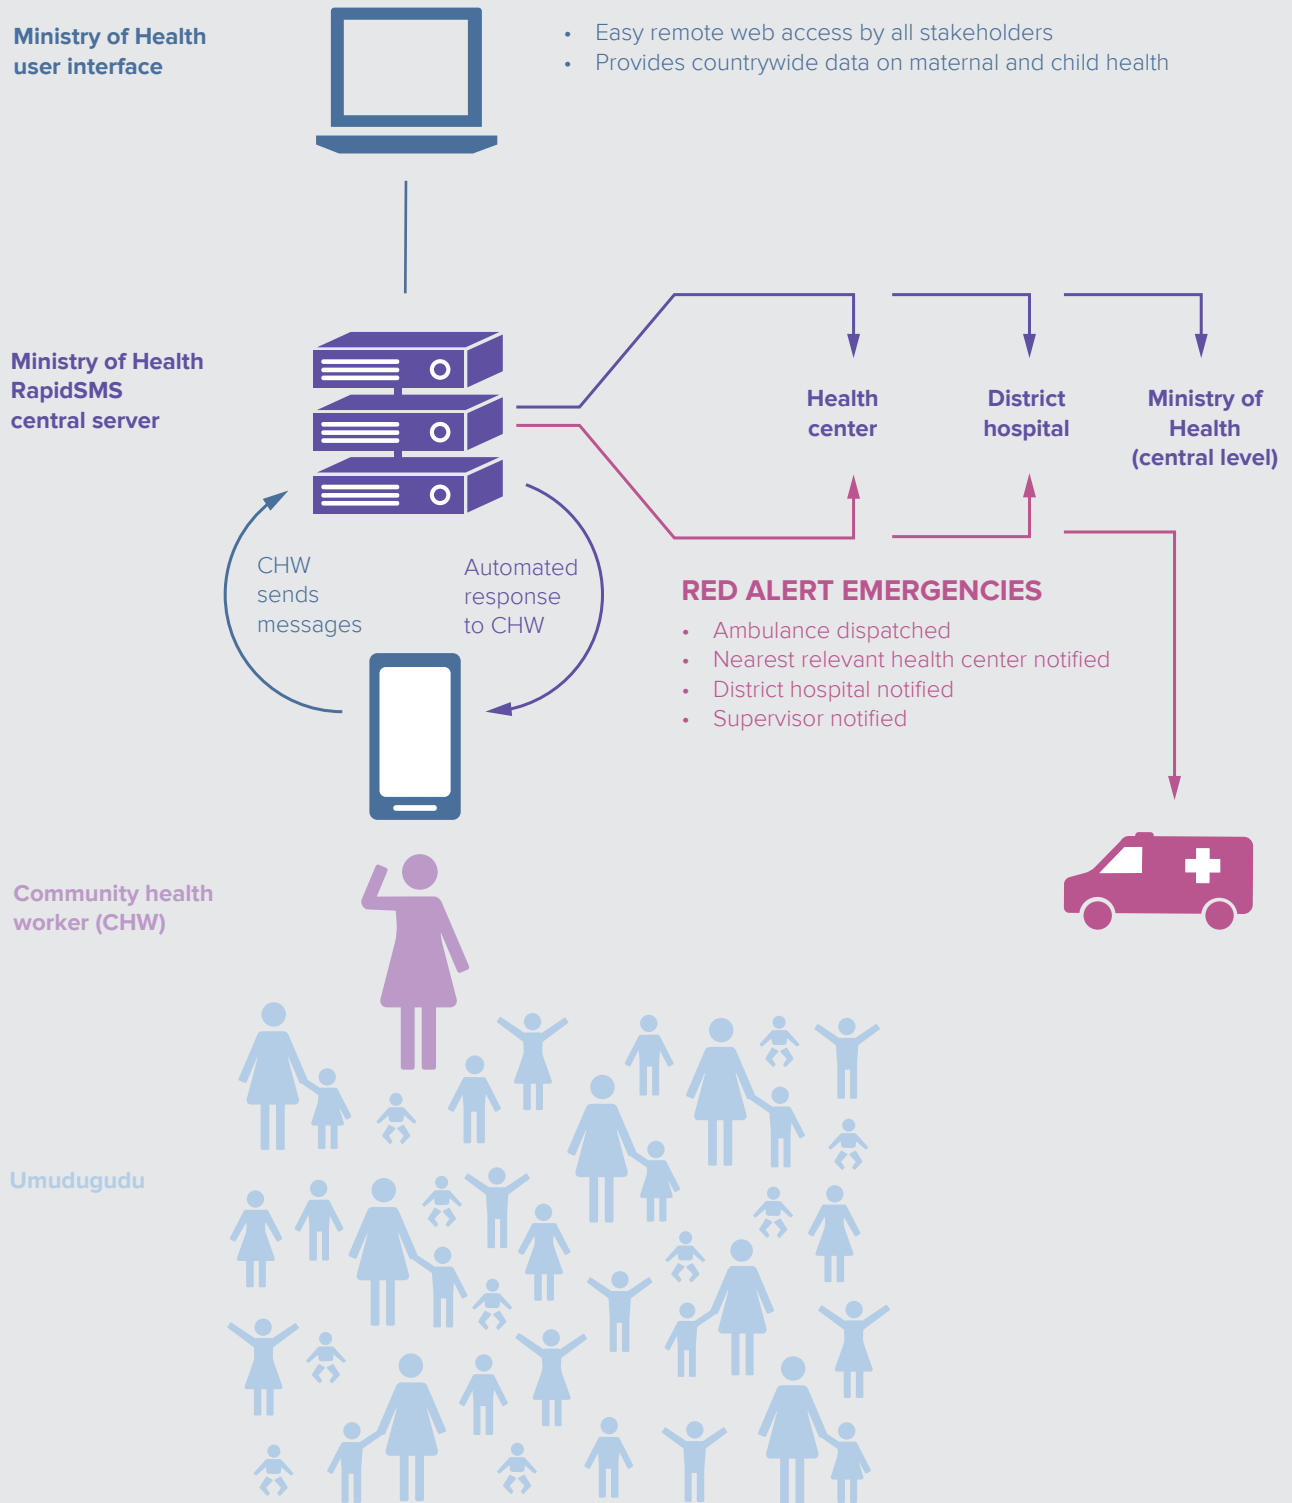 Ministry of Health
user interface
• Easy remote web access by all stakeholders
• Provides countrywide data on maternal and child health
Ministry of Health
RapidSMS
central server
Health
center
District
hospital
Ministry of
Health
(central level)
CHW
sends
messages
Automated
response
to CHW
RED ALERT EMERGENCIES
• Ambulance dispatched
• Nearest relevant health center notified
• District hospital notified
• Supervisor notified
Community health
worker (CHW)
Umudugudu